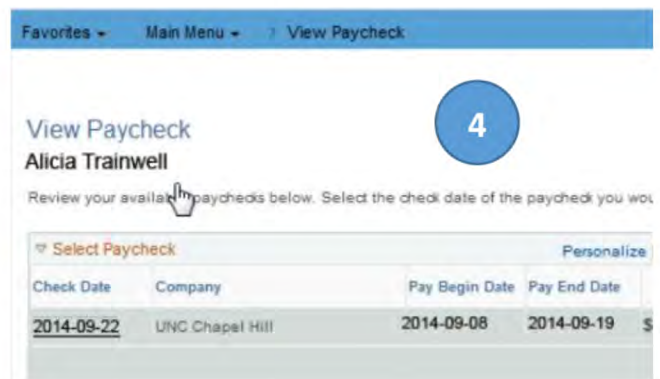 Favorites Main Menu View Paycheck
4
View Paycheck
Alicia Trainwell
Review your paychecks below. Select the check date of the paycheck you
Select Paycheck Personalize
Check Date Company Pay Begin Date Pay End Date
2014-09-22 UNC Chapel Hill 2014-09-08 2014-09-19 $